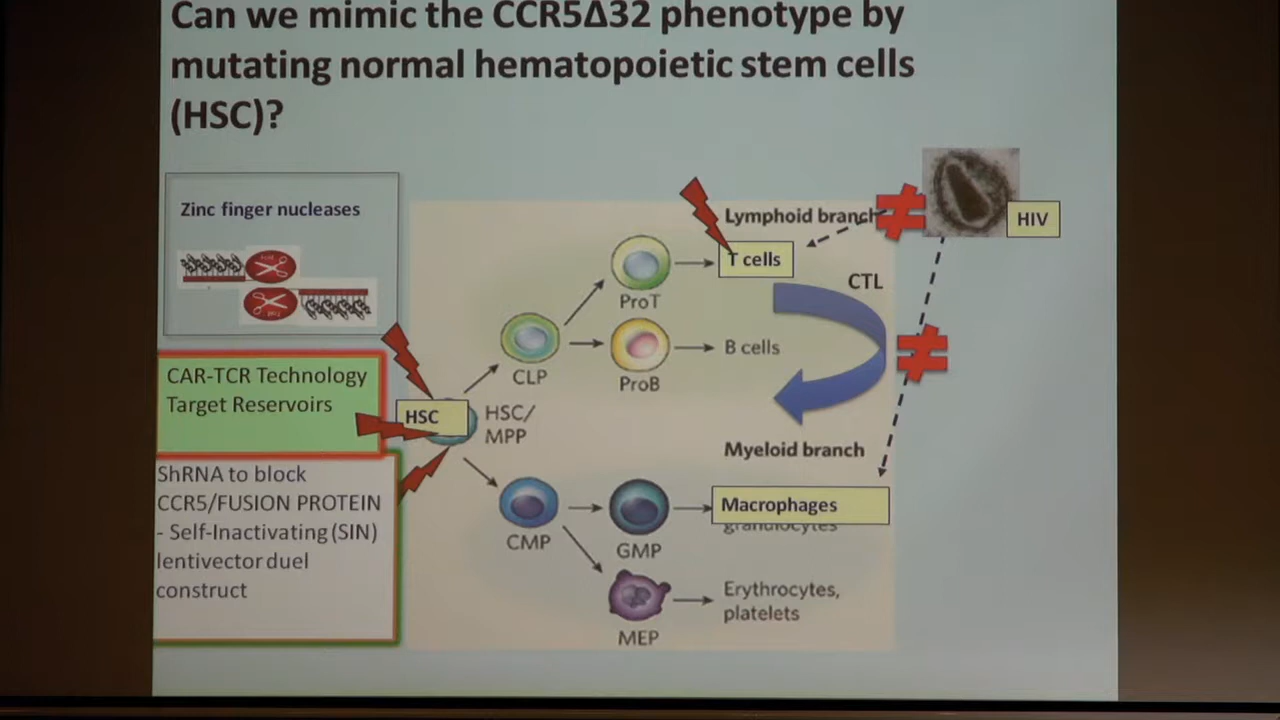 Can we mimic the CCR5Δ32 phenotype by
mutating normal hematopoietic stem cells
(HSC)?
Zinc finger nucleases
CAR-TCR Technology
Target Reservoirs
ShRNA to block
CCR5/FUSION PROTEIN
- Self-Inactivating (SIN)
lentivector duel
construct
HSC
HSC/
MPP
CLP
CMP
ProT
ProB
GMP
MEP
Lymphoid branch
T cells
B cells
CTL
HIV
Myeloid branch
Macrophages
granulocytes
Erythrocytes,
platelets